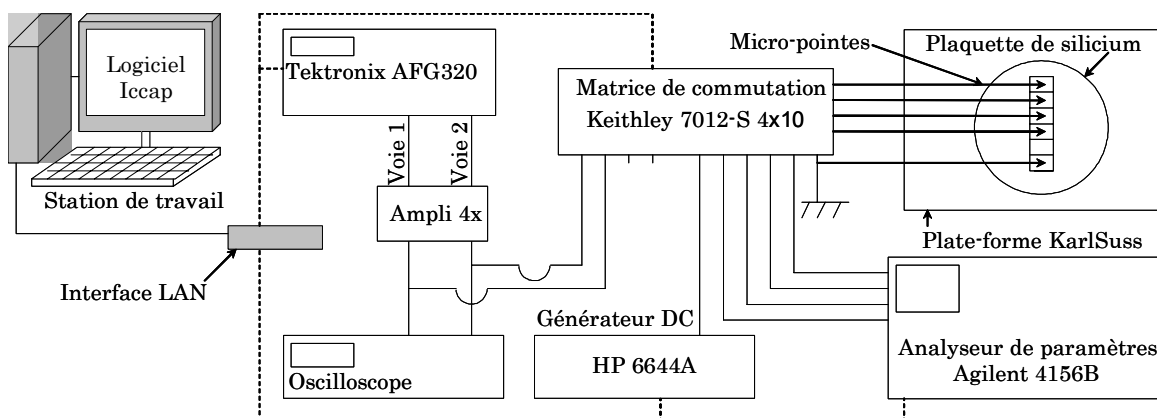 Logiciel
Iccap
Station de travail
Interface LAN
Tektronix AFG320
Voie 1
Voie 2
Ampli 4x
Oscilloscope
Matrice de commutation
Keithley 7012-S 4x10
Générateur DC
HP 6644A
Micro-pointes
Plaquette de silicium
Plate-forme KarlSuss
Analyseur de paramètres
Agilent 4156B